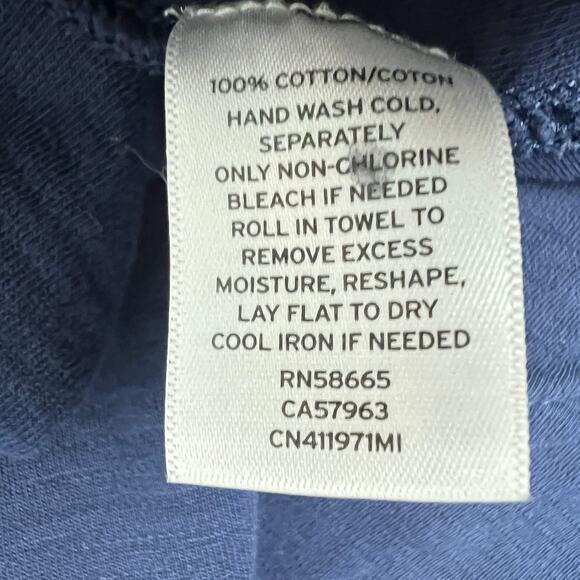 100% COTTON/COTON
HAND WASH COLD,
SEPARATELY
ONLY NON-CHLORINE
BLEACH IF NEEDED
ROLL IN TOWEL TO
REMOVE EXCESS
MOISTURE, RESHAPE,
LAY FLAT TO DRY
COOL IRON IF NEEDED
RN58665
CA57963
CN411971MI